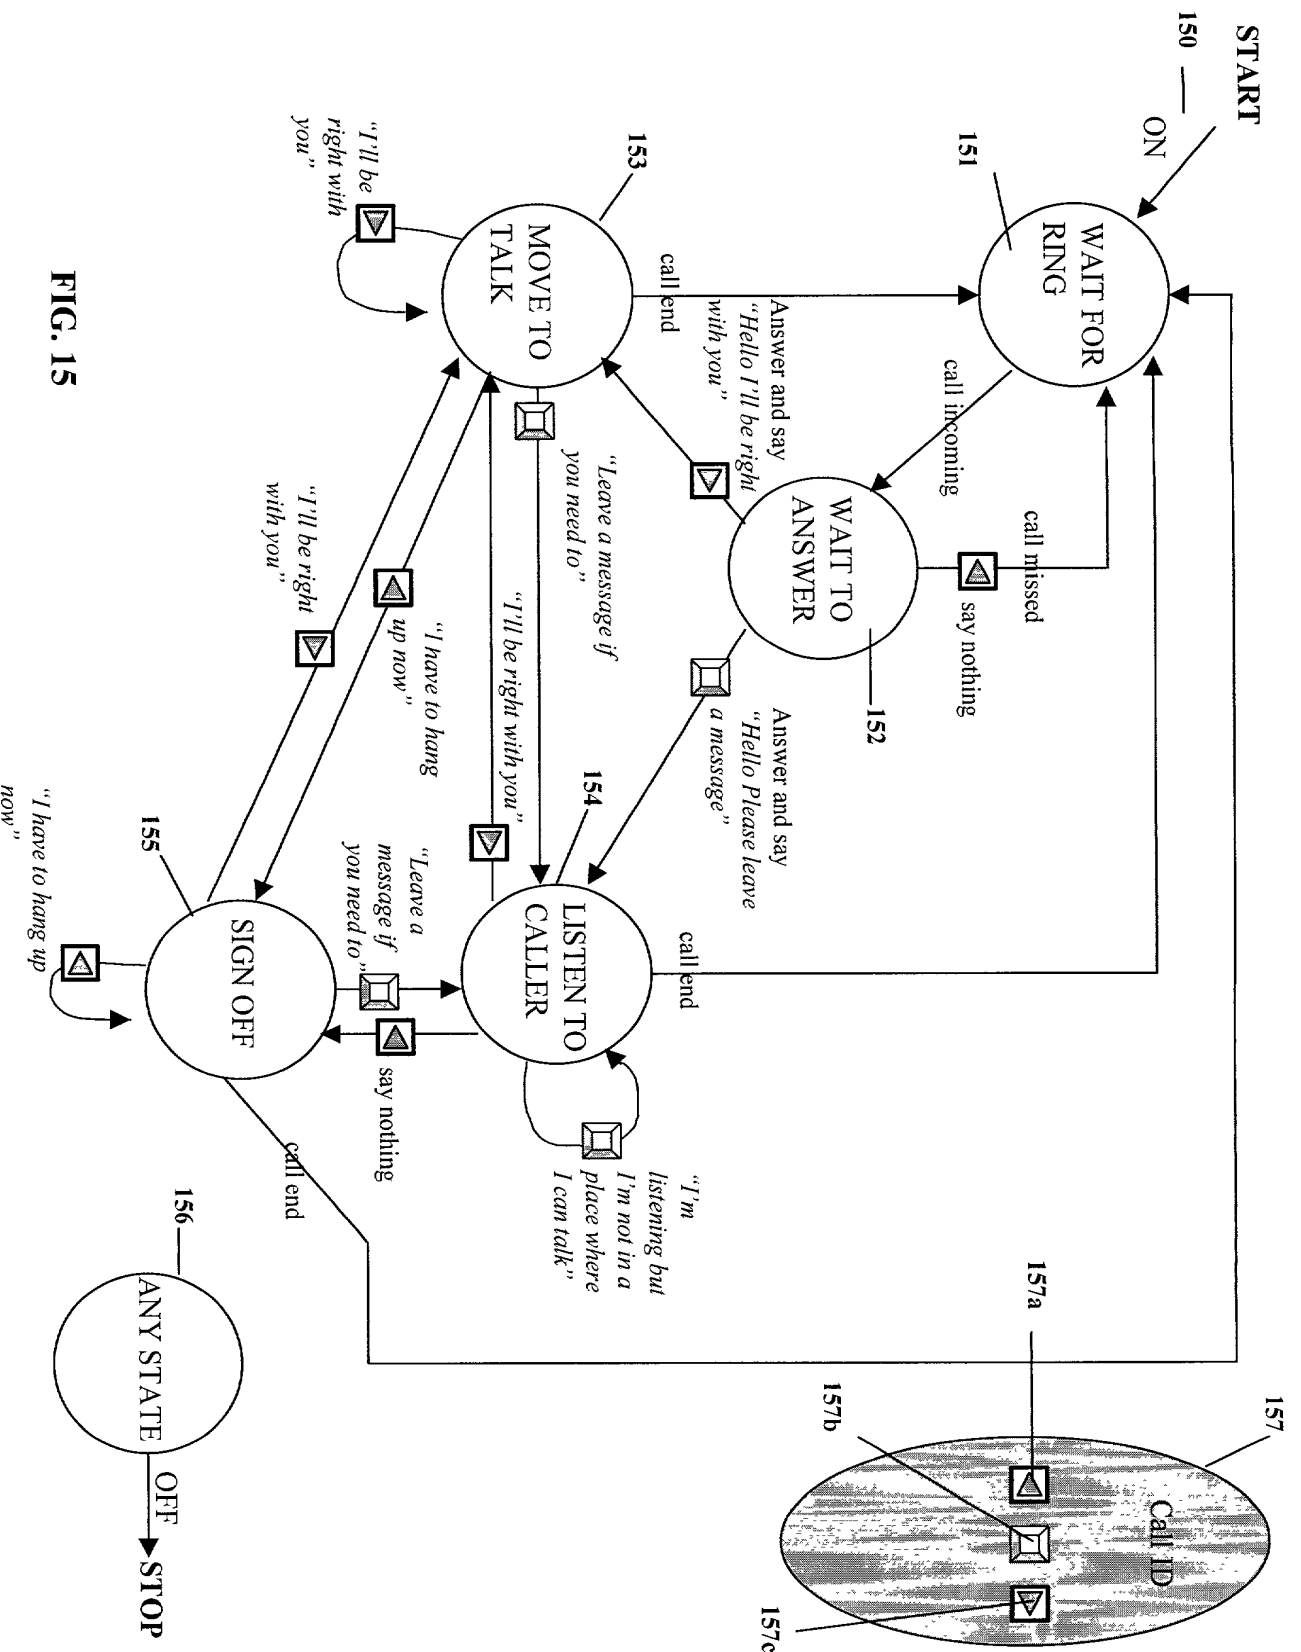 START
150
ON
151
WAIT FOR
RING
call incoming
call missed
say nothing
WAIT TO
ANSWER
152
153
MOVE TO
TALK
call end
Answer and say
“Hello I’ll be right
with you”
“I’ll be
right with
you”
“Leave a message if
you need to”
Answer and say
“Hello Please leave
a message”
“I’ll be right with you”
154
LISTEN TO
CALLER
call end
“I’m
listening but
I’m not in a
place where
I can talk”
“I have to hang
up now”
“I’ll be right
with you”
“Leave a
message if
you need to”
say nothing
155
SIGN OFF
call end
“I have to hang up
now”
156
ANY STATE
OFF
STOP
157
157a
157b
157c
Call ID
FIG. 15